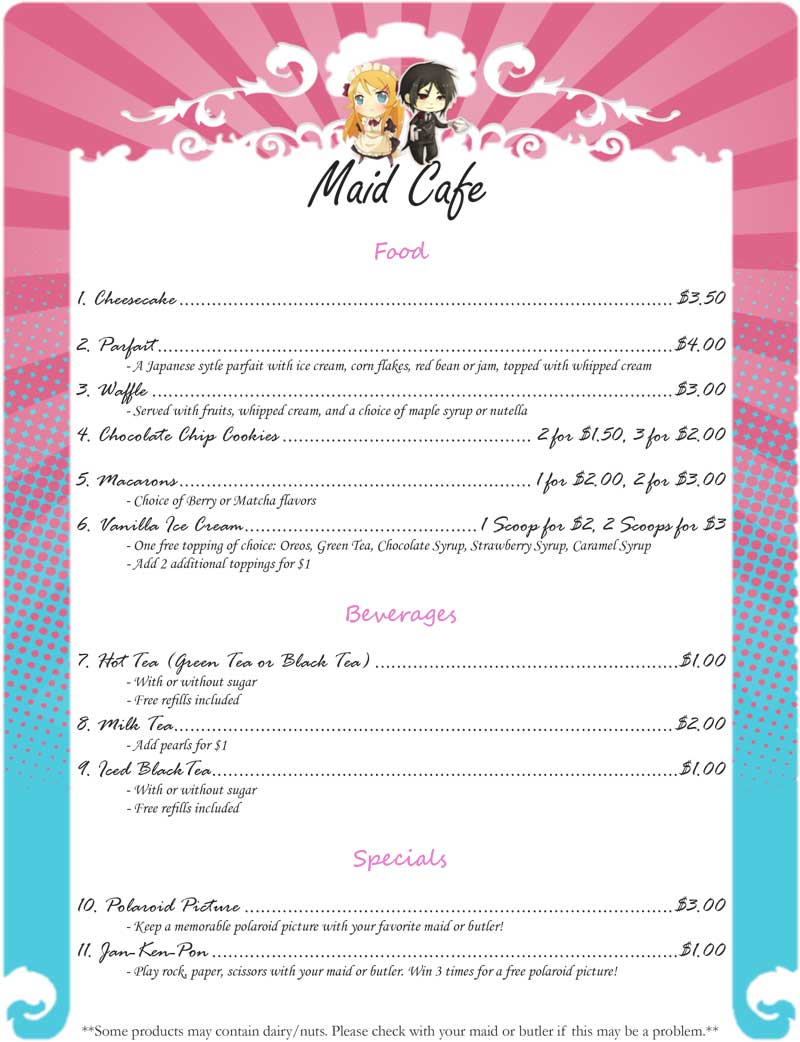 Maid Cafe
Food
1. Cheesecake ........................................................................ $3.50
2. Parfart ........................................................................ $4.00
- A Japanese sytle parfait with ice cream, corn flakes, red bean or jam, topped with whipped cream
3. Waffle ........................................................................ $3.00
- Served with fruits, whipped cream, and a choice of maple syrup or nutella
4. Chocolate Chip Cookies .................................... 2 for $1.50, 3 for $2.00
5. Macarons .................................................... 1 for $2.00, 2 for $3.00
- Choice of Berry or Matcha flavors
6. Vanilla Ice Cream .................................. 1 Scoop for $2, 2 Scoops for $3
- One free topping of choice: Oreos, Green Tea, Chocolate Syrup, Strawberry Syrup, Caramel Syrup
- Add 2 additional toppings for $1
Beverages
7. Hot Tea (Green Tea or Black Tea) ............................................ $1.00
- With or without sugar
- Free refills included
8. Milk Tea ........................................................................ $2.00
- Add pearls for $1
9. Iced BlackTea .................................................................. $1.00
- With or without sugar
- Free refills included
Specials
10. Polaroid Picture .............................................................. $3.00
- Keep a memorable polaroid picture with your favorite maid or butler!
11. Jan-Ken-Pon .................................................................. $1.00
- Play rock, paper, scissors with your maid or butler. Win 3 times for a free polaroid picture!
**Some products may contain dairy/nuts. Please check with your maid or butler if this may be a problem.**